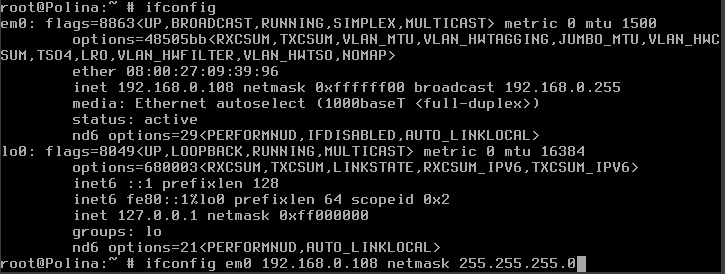 root@Polina:~ # ifconfig
em0: flags=8863<UP,BROADCAST,RUNNING,SIMPLEX,MULTICAST> metric 0 mtu 1500
options=48505bb<RXCSUM,TXCSUM,VLAN_MTU,VLAN_HWTAGGING,JUMBO_MTU,VLAN_HWC
SUM,TSO4,LRO,VLAN_HWFILTER,VLAN_HWTSO,NOMAP>
ether 08:00:27:09:39:96
inet 192.168.0.108 netmask 0xffffff00 broadcast 192.168.0.255
media: Ethernet autoselect (1000baseT <full-duplex>)
status: active
nd6 options=29<PERFORMNUD,IFDISABLED,AUTO_LINKLOCAL>
lo0: flags=8049<UP,LOOPBACK,RUNNING,MULTICAST> metric 0 mtu 16384
options=680003<RXCSUM,TXCSUM,LINKSTATE,RXCSUM_IPV6,TXCSUM_IPV6>
inet6 ::1 prefixlen 128
inet6 fe80::1%lo0 prefixlen 64 scopeid 0x2
inet 127.0.0.1 netmask 0xff000000
groups: lo
nd6 options=21<PERFORMNUD,AUTO_LINKLOCAL>
root@Polina:~ # ifconfig em0 192.168.0.108 netmask 255.255.255.0